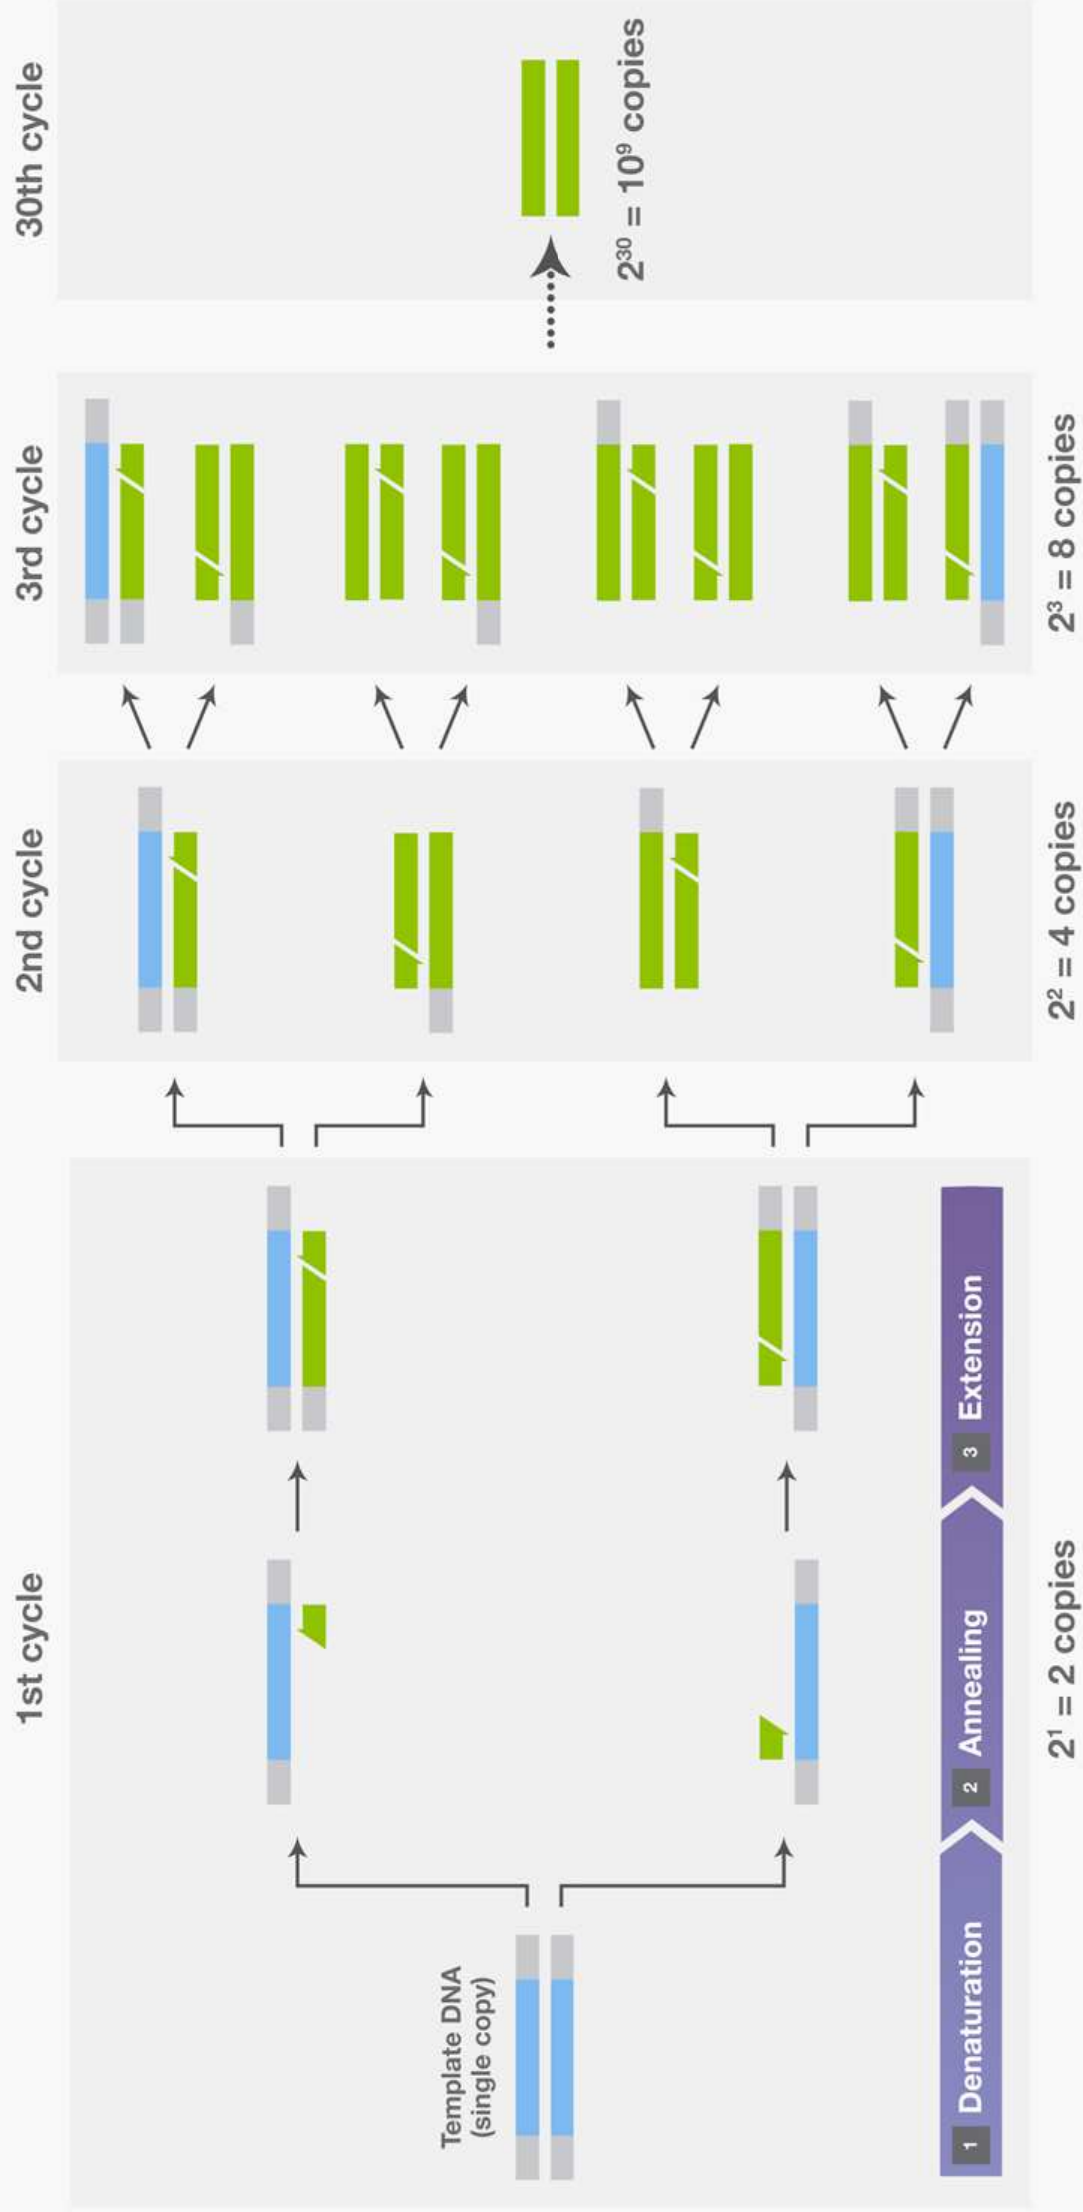 1st cycle
2nd cycle
3rd cycle
30th cycle
Template DNA
(single copy)
2³⁰ = 10⁹ copies
1 Denaturation
2 Annealing
3 Extension
2¹ = 2 copies
2² = 4 copies
2³ = 8 copies